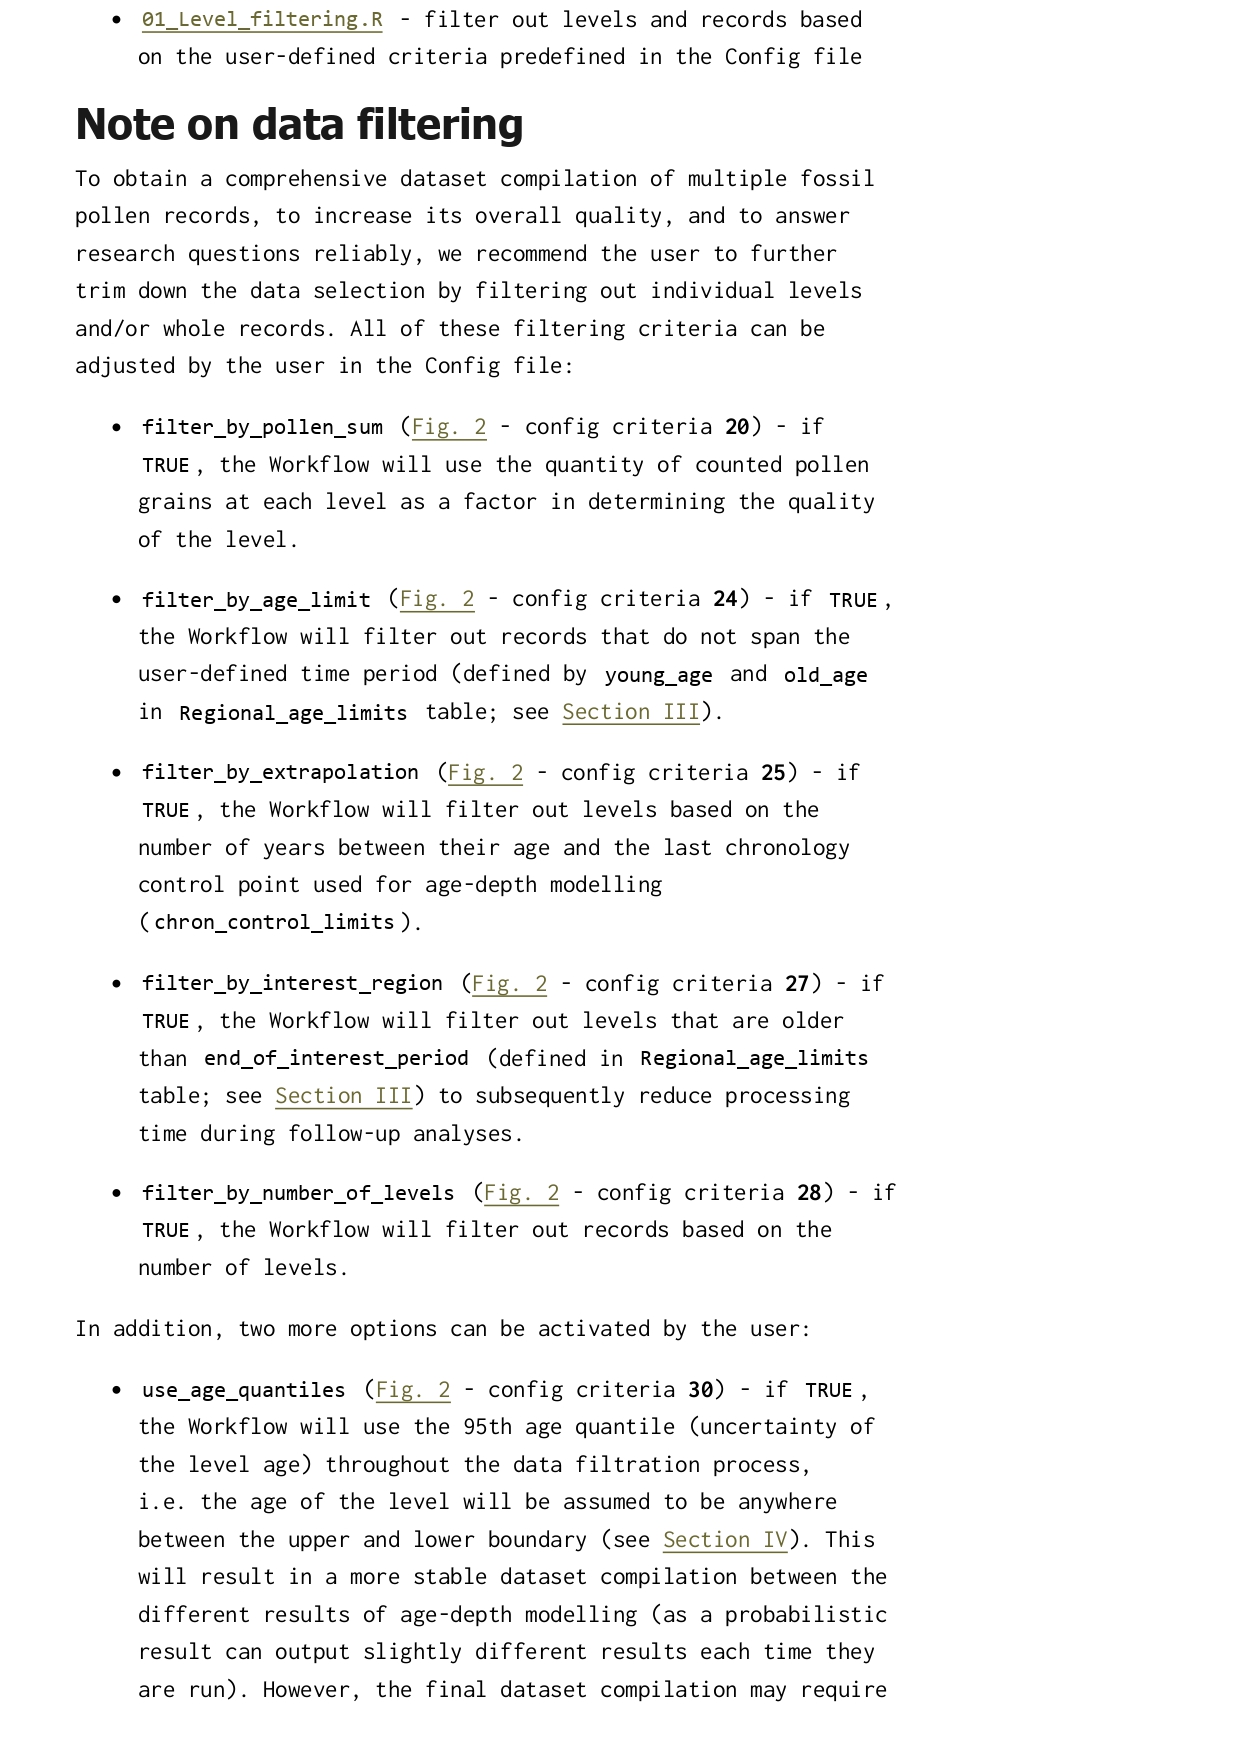 • 01_Level_filtering.R - filter out levels and records based
on the user-defined criteria predefined in the Config file
Note on data filtering
To obtain a comprehensive dataset compilation of multiple fossil
pollen records, to increase its overall quality, and to answer
research questions reliably, we recommend the user to further
trim down the data selection by filtering out individual levels
and/or whole records. All of these filtering criteria can be
adjusted by the user in the Config file:
• filter_by_pollen_sum (Fig. 2 - config criteria 20) - if
TRUE, the Workflow will use the quantity of counted pollen
grains at each level as a factor in determining the quality
of the level.
• filter_by_age_limit (Fig. 2 - config criteria 24) - if TRUE,
the Workflow will filter out records that do not span the
user-defined time period (defined by young_age and old_age
in Regional_age_limits table; see Section III).
• filter_by_extrapolation (Fig. 2 - config criteria 25) - if
TRUE, the Workflow will filter out levels based on the
number of years between their age and the last chronology
control point used for age-depth modelling
(chron_control_limits).
• filter_by_interest_region (Fig. 2 - config criteria 27) - if
TRUE, the Workflow will filter out levels that are older
than end_of_interest_period (defined in Regional_age_limits
table; see Section III) to subsequently reduce processing
time during follow-up analyses.
• filter_by_number_of_levels (Fig. 2 - config criteria 28) - if
TRUE, the Workflow will filter out records based on the
number of levels.
In addition, two more options can be activated by the user:
• use_age_quantiles (Fig. 2 - config criteria 30) - if TRUE,
the Workflow will use the 95th age quantile (uncertainty of
the level age) throughout the data filtration process,
i.e. the age of the level will be assumed to be anywhere
between the upper and lower boundary (see Section IV). This
will result in a more stable dataset compilation between the
different results of age-depth modelling (as a probabilistic
result can output slightly different results each time they
are run). However, the final dataset compilation may require